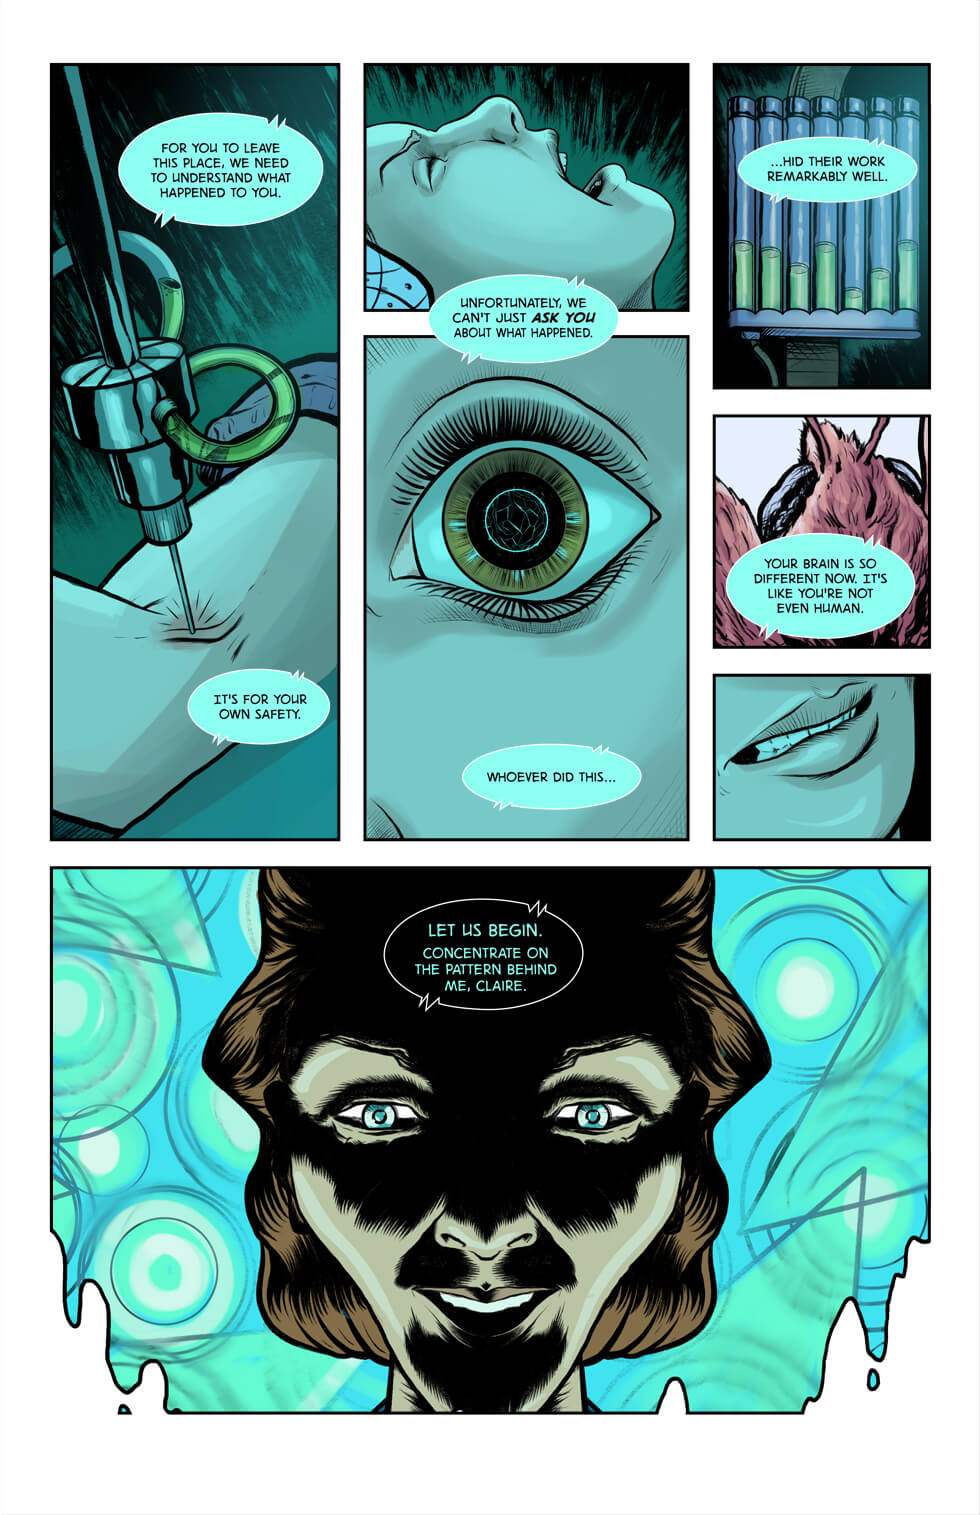 FOR YOU TO LEAVE
THIS PLACE, WE NEED
TO UNDERSTAND WHAT
HAPPENED TO YOU.
IT'S FOR YOUR
OWN SAFETY.
UNFORTUNATELY, WE
CAN'T JUST ASK YOU
ABOUT WHAT HAPPENED.
WHOEVER DID THIS...
...HID THEIR WORK
REMARKABLY WELL.
YOUR BRAIN IS SO
DIFFERENT NOW. IT'S
LIKE YOU'RE NOT
EVEN HUMAN.
LET US BEGIN.
CONCENTRATE ON
THE PATTERN BEHIND
ME, CLAIRE.